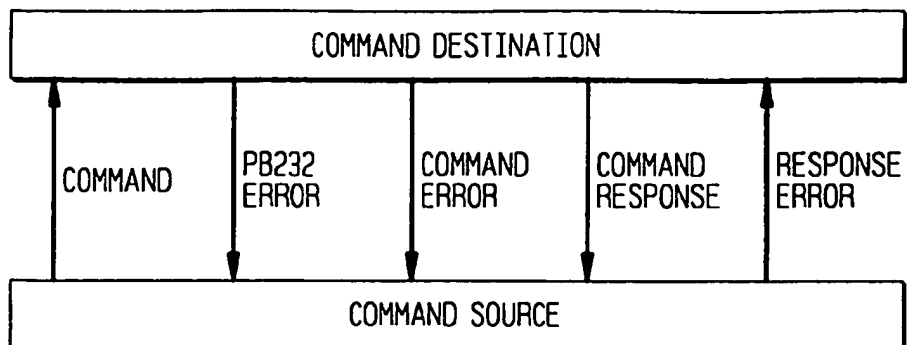 COMMAND DESTINATION
COMMAND
PB232
ERROR
COMMAND
ERROR
COMMAND
RESPONSE
RESPONSE
ERROR
COMMAND SOURCE